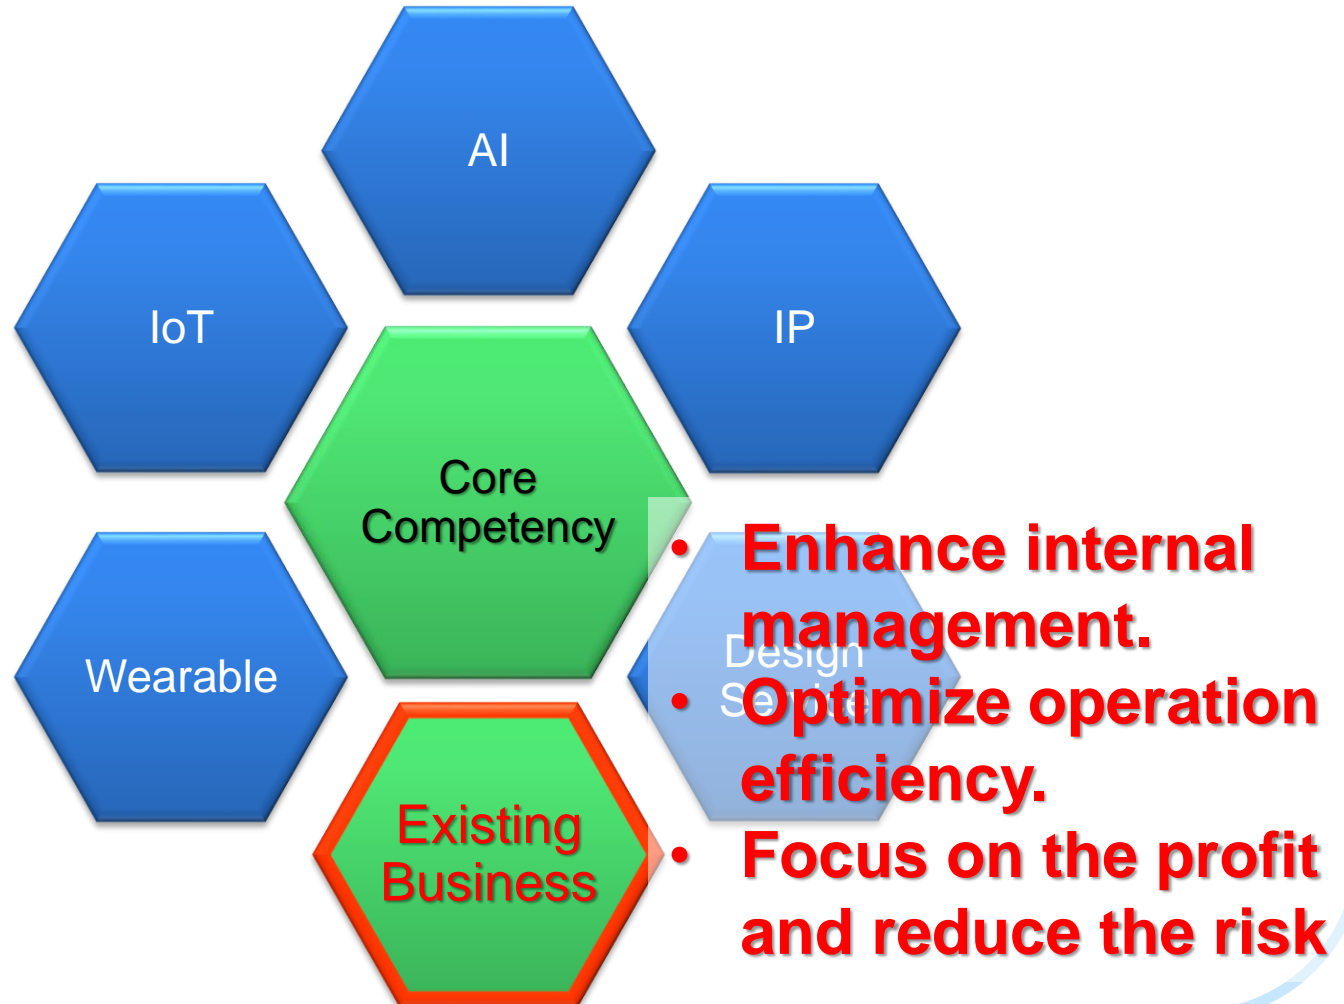 AI
IoT
IP
Core
Competency
Wearable
Design
Service
Existing
Business
• Enhance internal
management.
• Optimize operation
efficiency.
• Focus on the profit
and reduce the risk